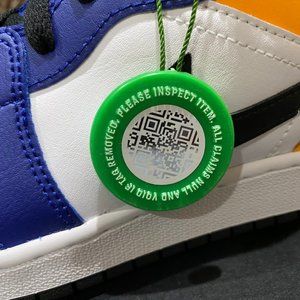 PLEASE INSPECT ITEM. ALL CLAIMS NULL AND VOID IF TAG REMOVED.